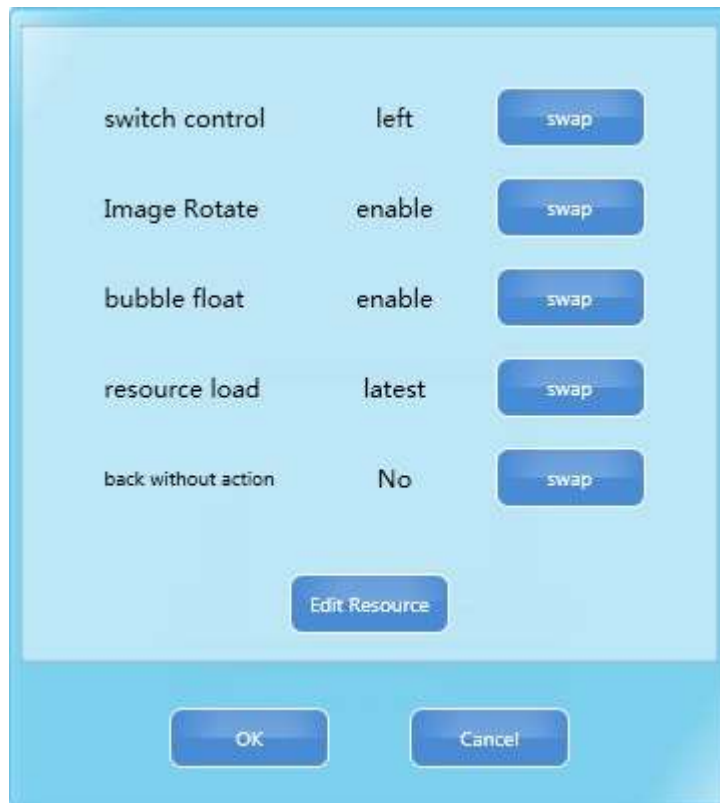 switch control left swap
Image Rotate enable swap
bubble float enable swap
resource load latest swap
back without action No swap
Edit Resource
OK Cancel